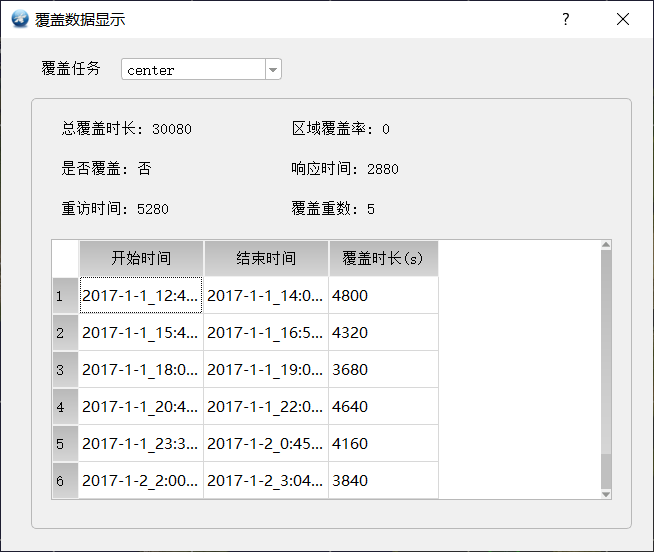 覆盖数据显示
覆盖任务 center
总覆盖时长: 30080 区域覆盖率: 0
是否覆盖: 否 响应时间: 2880
重访时间: 5280 覆盖重数: 5
开始时间 结束时间 覆盖时长(s)
1 2017-1-1_12:4... 2017-1-1_14:0... 4800
2 2017-1-1_15:4... 2017-1-1_16:5... 4320
3 2017-1-1_18:0... 2017-1-1_19:0... 3680
4 2017-1-1_20:4... 2017-1-1_22:0... 4640
5 2017-1-1_23:3... 2017-1-2_0:45... 4160
6 2017-1-2_2:00... 2017-1-2_3:04... 3840